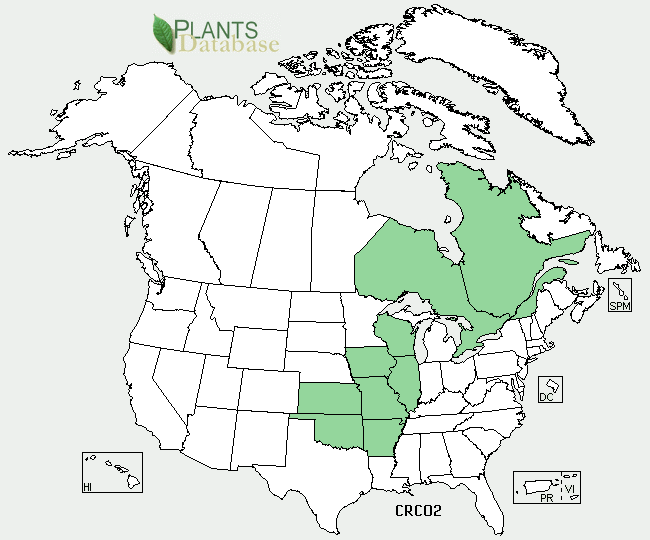 PLANTS
Database
SPM
DC
HI
PR
VI
CRCO2